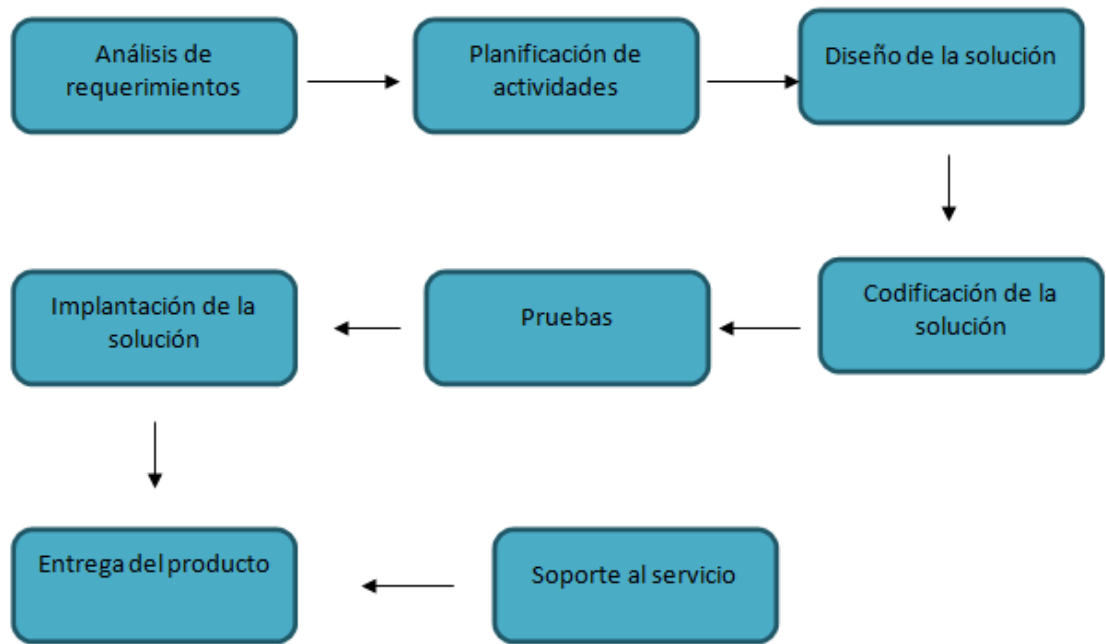 Análisis de
requerimientos
Planificación de
actividades
Diseño de la solución
Codificación de la
solución
Pruebas
Implantación de la
solución
Entrega del producto
Soporte al servicio